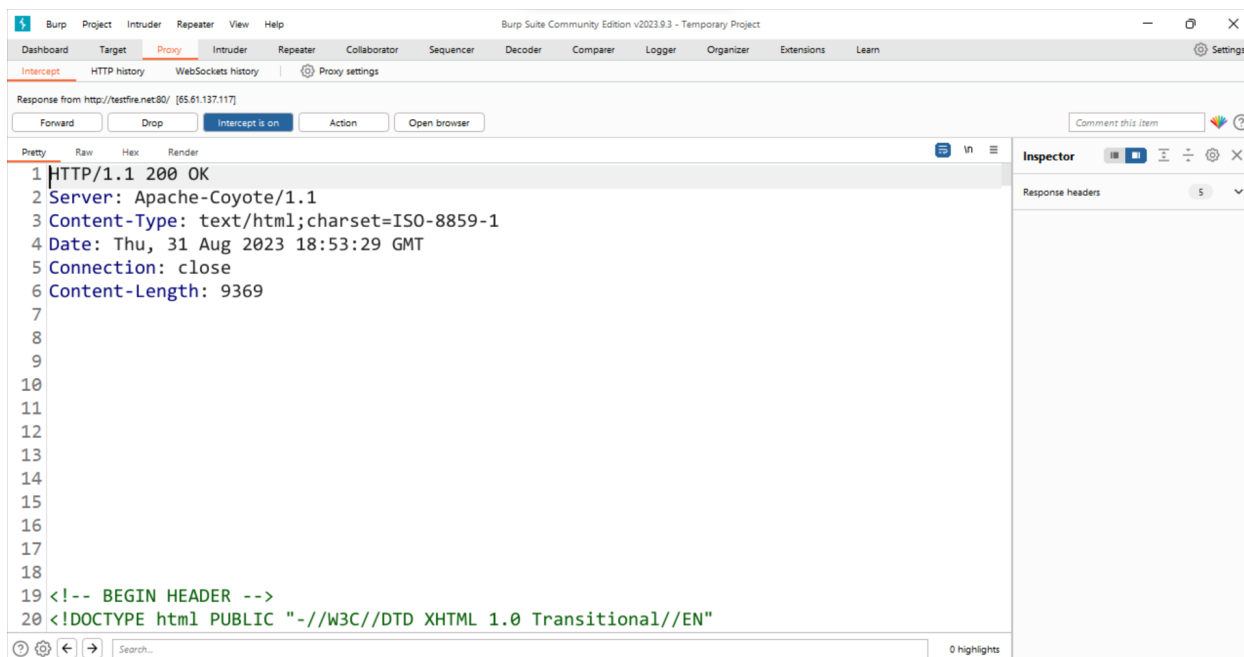 Burp Project Intruder Repeater View Help Burp Suite Community Edition v2023.9.3 - Temporary Project
Dashboard Target Proxy Intruder Repeater Collaborator Sequencer Decoder Comparer Logger Organizer Extensions Learn Settings
Intercept HTTP history WebSockets history Proxy settings
Response from http://testfire.net:80/ [65.61.137.117]
Forward Drop Intercept is on Action Open browser Comment this item
Pretty Raw Hex Render \n Inspector
Response headers 5
1 HTTP/1.1 200 OK
2 Server: Apache-Coyote/1.1
3 Content-Type: text/html;charset=ISO-8859-1
4 Date: Thu, 31 Aug 2023 18:53:29 GMT
5 Connection: close
6 Content-Length: 9369
7
8
9
10
11
12
13
14
15
16
17
18
19 <!-- BEGIN HEADER -->
20 <!DOCTYPE html PUBLIC "-//W3C//DTD XHTML 1.0 Transitional//EN"
Search... 0 highlights